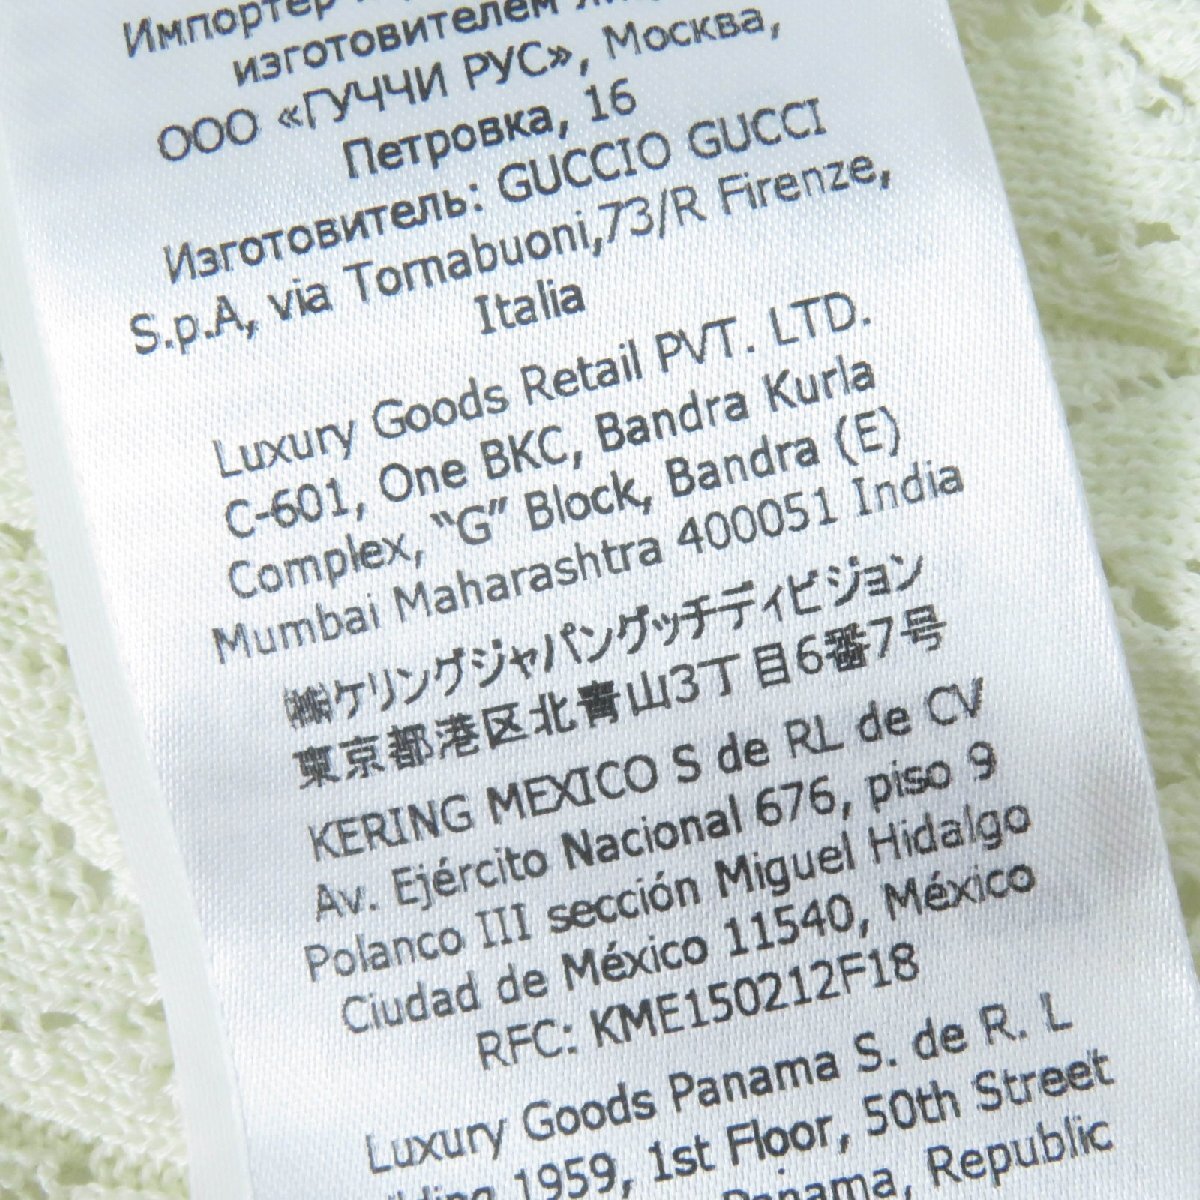 Импортер
изготовителем
ООО «ГУЧЧИ РУС», Москва,
Петровка, 16
Изготовитель: GUCCIO GUCCI
S.p.A, via Tornabuoni,73/R Firenze,
Italia
Luxury Goods Retail PVT. LTD.
C-601, One BKC, Bandra Kurla
Complex, “G” Block, Bandra (E)
Mumbai Maharashtra 400051 India
㈱ケリングジャパングッチディビジョン
東京都港区北青山3丁目6番7号
KERING MEXICO S de RL de CV
Av. Ejército Nacional 676, piso 9
Polanco III sección Miguel Hidalgo
Ciudad de México 11540, México
RFC: KME150212F18
Luxury Goods Panama S. de R. L
1959, 1st Floor, 50th Street
Panama, Republic